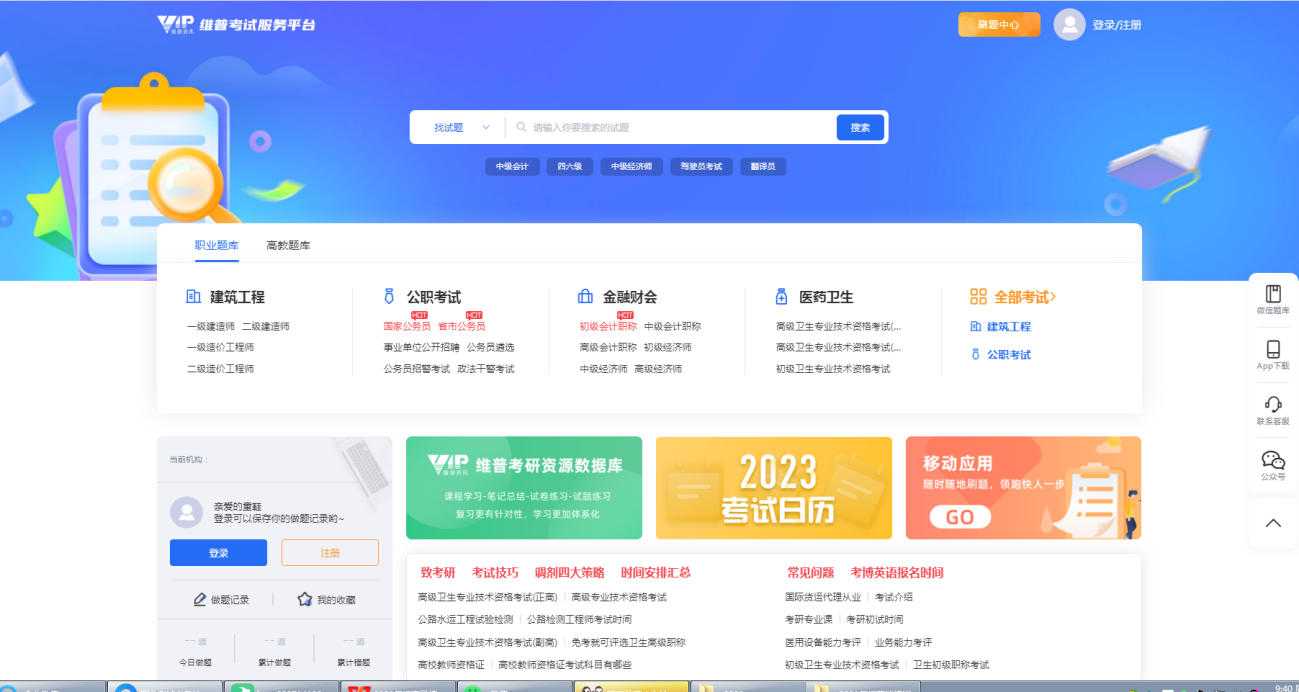 VIP 维普资讯 维普考试服务平台 刷题中心 登录/注册
找试题 请输入你要搜索的试题 搜索
中级会计 四六级 中级经济师 驾驶员考试 翻译员
职业题库 高教题库
建筑工程
一级建造师 二级建造师
一级造价工程师
二级造价工程师
公职考试
HOT HOT
国家公务员 省市公务员
事业单位公开招聘 公务员遴选
公务员招警考试 政法干警考试
金融财会
HOT
初级会计职称 中级会计职称
高级会计职称 初级经济师
中级经济师 高级经济师
医药卫生
高级卫生专业技术资格考试(...
高级卫生专业技术资格考试(...
初级卫生专业技术资格考试
全部考试>
建筑工程
公职考试
微信题库
App下载
联系客服
公众号
当前机构：
亲爱的童鞋
登录可以保存你的做题记录哟~
登录 注册
做题记录 我的收藏
-- 道 -- 道 -- 道
今日做题 累计做题 累计错题
VIP 维普资讯 维普考研资源数据库
课程学习-笔记总结-试卷练习-试题练习
复习更有针对性，学习更加体系化
2023
考试日历
移动应用
随时随地刷题，领跑快人一步
GO
致考研 考试技巧 调剂四大策略 时间安排汇总
高级卫生专业技术资格考试(正高) | 高级专业技术资格考试
公路水运工程试验检测 | 公路检测工程师考试时间
高级卫生专业技术资格考试(副高) | 免考就可评选卫生高级职称
高校教师资格证 | 高校教师资格证考试科目有哪些
常见问题 考博英语报名时间
国际货运代理从业 | 考试介绍
考研专业课 | 考研初试时间
医用设备能力考评 | 业务能力考评
初级卫生专业技术资格考试 | 卫生初级职称考试
9:40